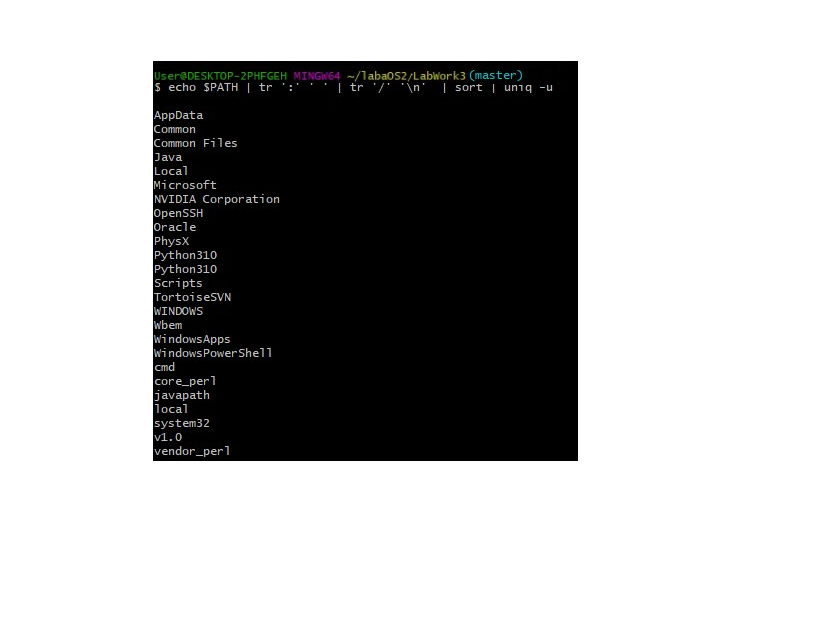 User@DESKTOP-2PHFGEH MINGW64 ~/labaOS2/LabWork3 (master)
$ echo $PATH | tr ':' ' ' | tr '/' '\n'  | sort | uniq -u
AppData
Common
Common Files
Java
Local
Microsoft
NVIDIA Corporation
OpenSSH
Oracle
PhysX
Python310
Python310
Scripts
TortoiseSVN
WINDOWS
Wbem
WindowsApps
WindowsPowerShell
cmd
core_perl
javapath
local
system32
v1.0
vendor_perl